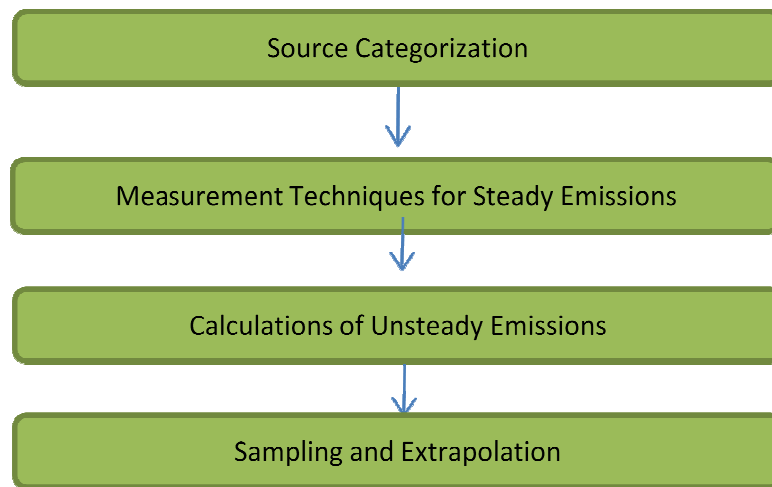 Source Categorization
Measurement Techniques for Steady Emissions
Calculations of Unsteady Emissions
Sampling and Extrapolation